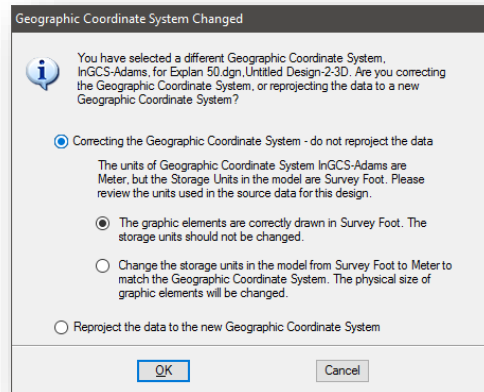 Geographic Coordinate System Changed
You have selected a different Geographic Coordinate System,
InGCS-Adams, for Explan 50.dgn,Untitled Design-2-3D. Are you correcting
the Geographic Coordinate System, or reprojecting the data to a new
Geographic Coordinate System?
Correcting the Geographic Coordinate System - do not reproject the data
The units of Geographic Coordinate System InGCS-Adams are
Meter, but the Storage Units in the model are Survey Foot. Please
review the units used in the source data for this design.
The graphic elements are correctly drawn in Survey Foot. The
storage units should not be changed.
Change the storage units in the model from Survey Foot to Meter to
match the Geographic Coordinate System. The physical size of
graphic elements will be changed.
Reproject the data to the new Geographic Coordinate System
OK
Cancel